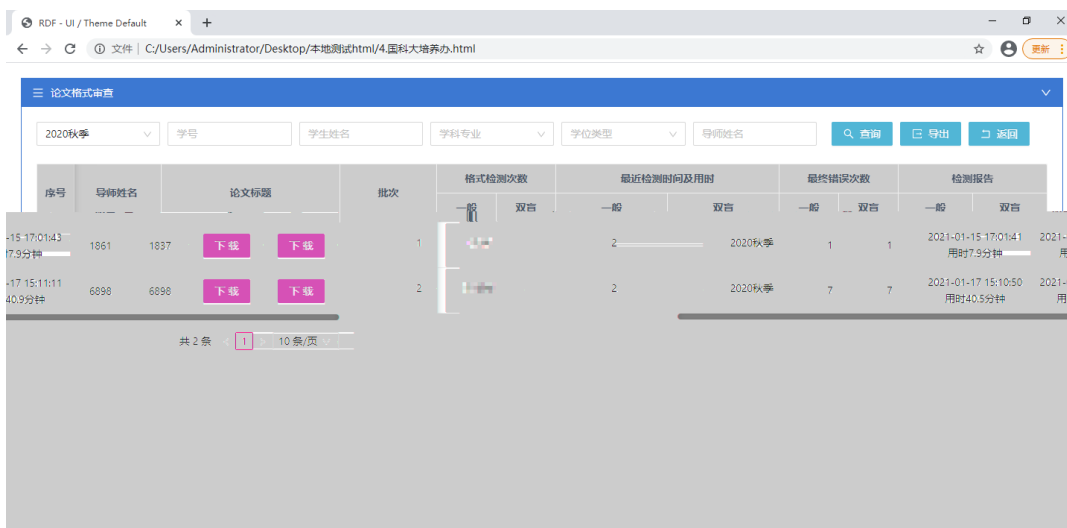 RDF - UI / Theme Default
文件 C:/Users/Administrator/Desktop/本地测试html/4.国科大培养办.html 更新
论文格式审查
2020秋季 学号 学生姓名 学科专业 学位类型 导师姓名 查询 导出 返回
序号 导师姓名 论文标题 批次 格式检测次数 最近检测时间及用时 最终错误次数 检测报告
一般 双盲 一般 双盲 一般 双盲 一般 双盲
-15 17:01:43 1861 1837 下载 下载 1 2 2020秋季 1 1 2021-01-15 17:01:41 2021-
7.9分钟 用时7.9分钟 用
-17 15:11:11 6898 6898 下载 下载 2 2 2020秋季 7 7 2021-01-17 15:10:50 2021-
40.9分钟 用时40.5分钟 用
共 2 条 < 1 > 10 条/页